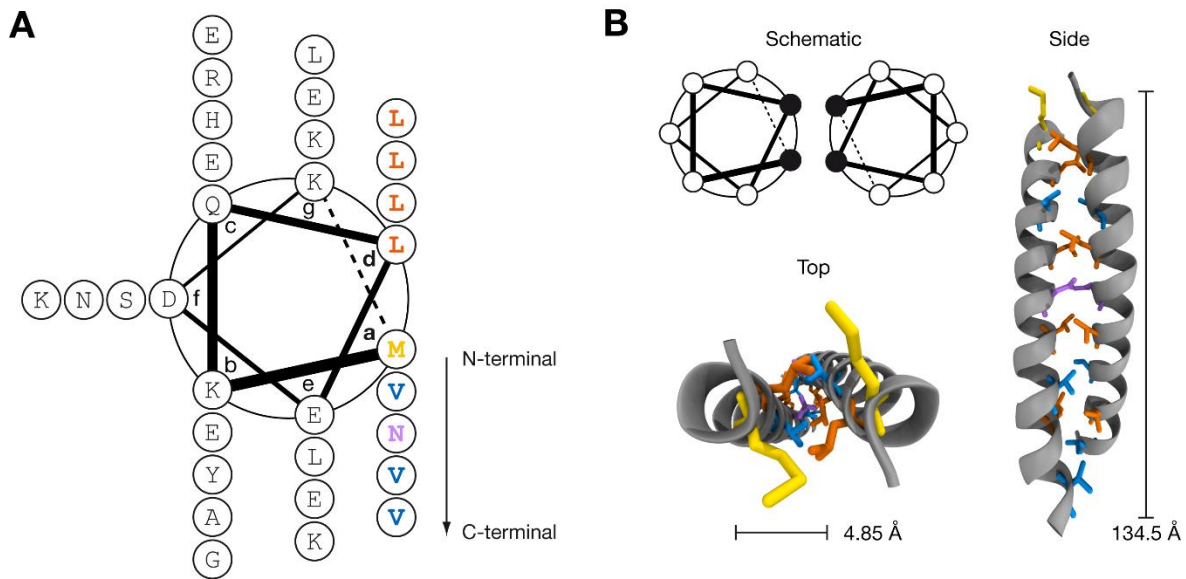 A
E
R
H
E
Q
c
L
E
K
K
g
L
L
L
L
d
K N S D f
a
M
V
N
V
V
b
K
E
Y
A
G
e
E
L
E
K
N-terminal
C-terminal
B
Schematic
Side
Top
4.85 Å
134.5 Å